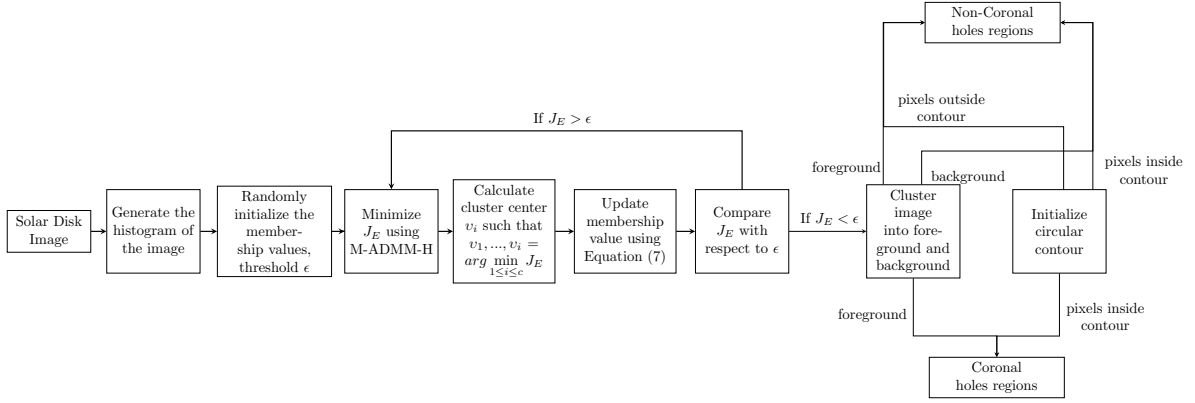 Solar Disk
Image
Generate the
histogram of
the image
Randomly
initialize the
member-
ship values,
threshold ϵ
Minimize
J_E using
M-ADMM-H
Calculate
cluster center
v_i such that
v_1, ..., v_i =
arg min J_E
1≤i≤c
Update
membership
value using
Equation (7)
Compare
J_E with
respect to ϵ
If J_E > ϵ
If J_E < ϵ
Cluster
image
into fore-
ground and
background
Initialize
circular
contour
Non-Coronal
holes regions
pixels outside
contour
foreground
background
pixels inside
contour
foreground
pixels inside
contour
Coronal
holes regions